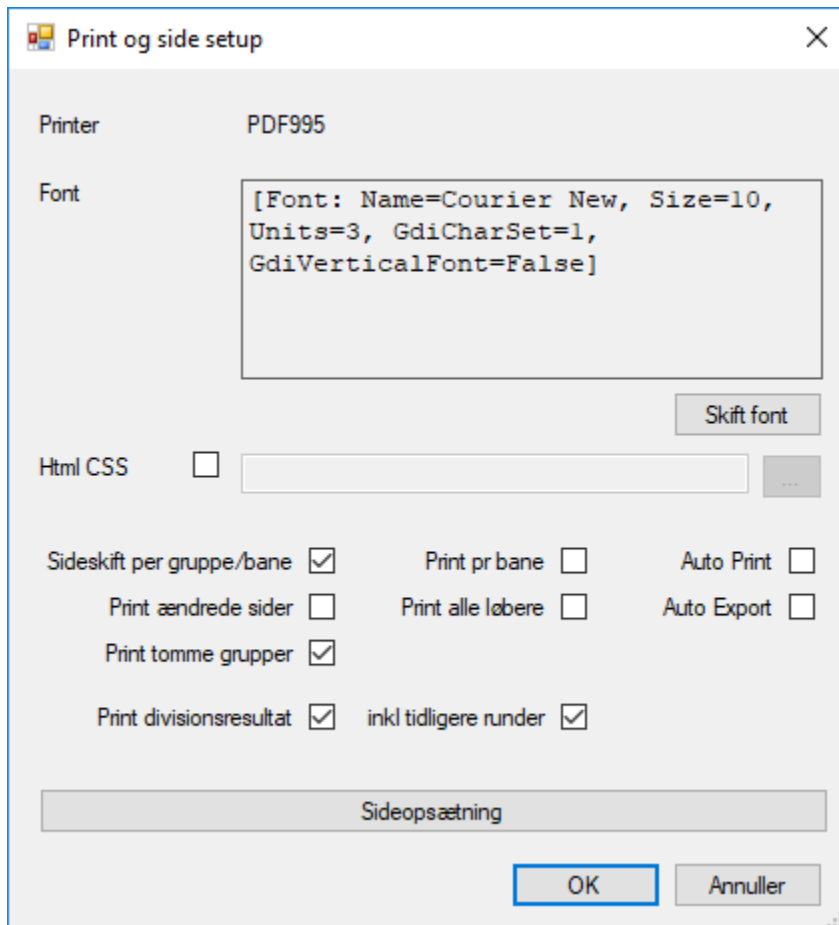 Print og side setup
Printer PDF995
Font
[Font: Name=Courier New, Size=10,
Units=3, GdiCharSet=1,
GdiVerticalFont=False]
Skift font
Html CSS ...
Sideskift per gruppe/bane Print pr bane Auto Print
Print ændrede sider Print alle løbere Auto Export
Print tomme grupper
Print divisionsresultat inkl tidligere runder
Sideopsætning
OK Annuller